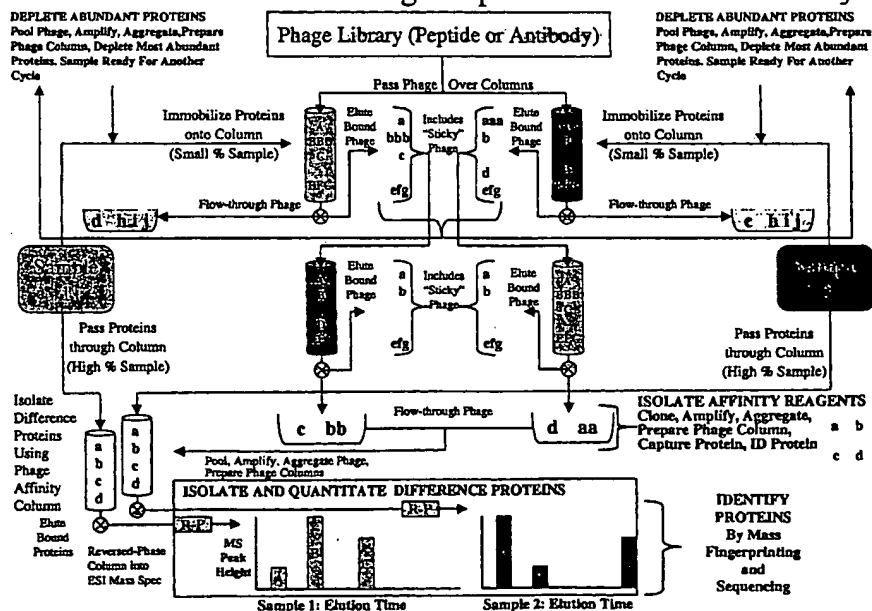 DEPLETE ABUNDANT PROTEINS
Pool Phage, Amplify, Aggregate,Prepare
Phage Column, Deplete Most Abundant
Proteins. Sample Ready For Another
Cycle
Phage Library (Peptide or Antibody)
DEPLETE ABUNDANT PROTEINS
Pool Phage, Amplify, Aggregate,Prepare
Phage Column, Deplete Most Abundant
Proteins. Sample Ready For Another
Cycle
Pass Phage Over Columns
Immobilize Proteins
onto Column
(Small % Sample)
Elute
Bound
Phage
a
bbb
c
efg
Includes
"Sticky"
Phage
aaa
b
d
efg
Elute
Bound
Phage
Immobilize Proteins
onto Column
(Small % Sample)
Flow-through Phage
d h i j
Flow-through Phage
c h i j
Sample
Pass Proteins
through Column
(High % Sample)
Elute
Bound
Phage
a
b
efg
Includes
"Sticky"
Phage
a
b
efg
Elute
Bound
Phage
BBB
Pass Proteins
through Column
(High % Sample)
Isolate
Difference
Proteins
Using
Phage
Affinity
Column
a
b
c
d
a
b
c
d
c bb
Flow-through Phage
d aa
ISOLATE AFFINITY REAGENTS
Clone, Amplify, Aggregate,
Prepare Phage Column,
Capture Protein, ID Protein
a b
c d
Pool, Amplify, Aggregate Phage,
Prepare Phage Columns
Elute
Bound
Proteins
Reversed-Phase
Column into
ESI Mass Spec
ISOLATE AND QUANTITATE DIFFERENCE PROTEINS
R-P
R-P
MS
Peak
Height
Sample 1: Elution Time
Sample 2: Elution Time
IDENTIFY
PROTEINS
By Mass
Fingerprinting
and
Sequencing